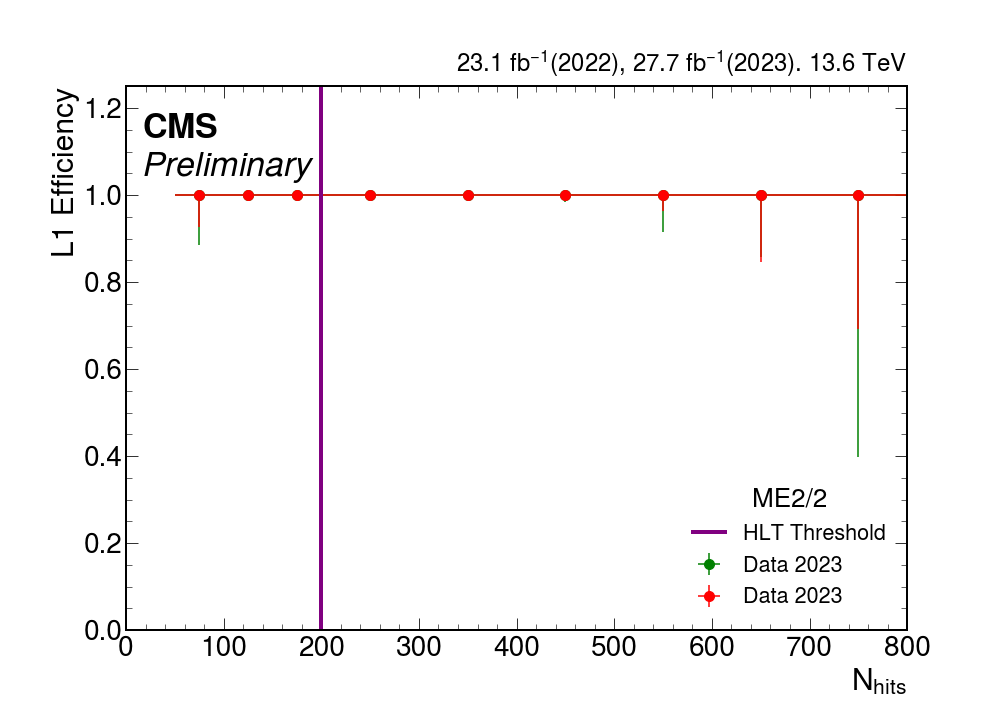 23.1 fb⁻¹(2022), 27.7 fb⁻¹(2023). 13.6 TeV
CMS
Preliminary
L1 Efficiency
1.2
1.0
0.8
0.6
0.4
0.2
0.0
ME2/2
HLT Threshold
Data 2023
Data 2023
0 100 200 300 400 500 600 700 800
N_hits